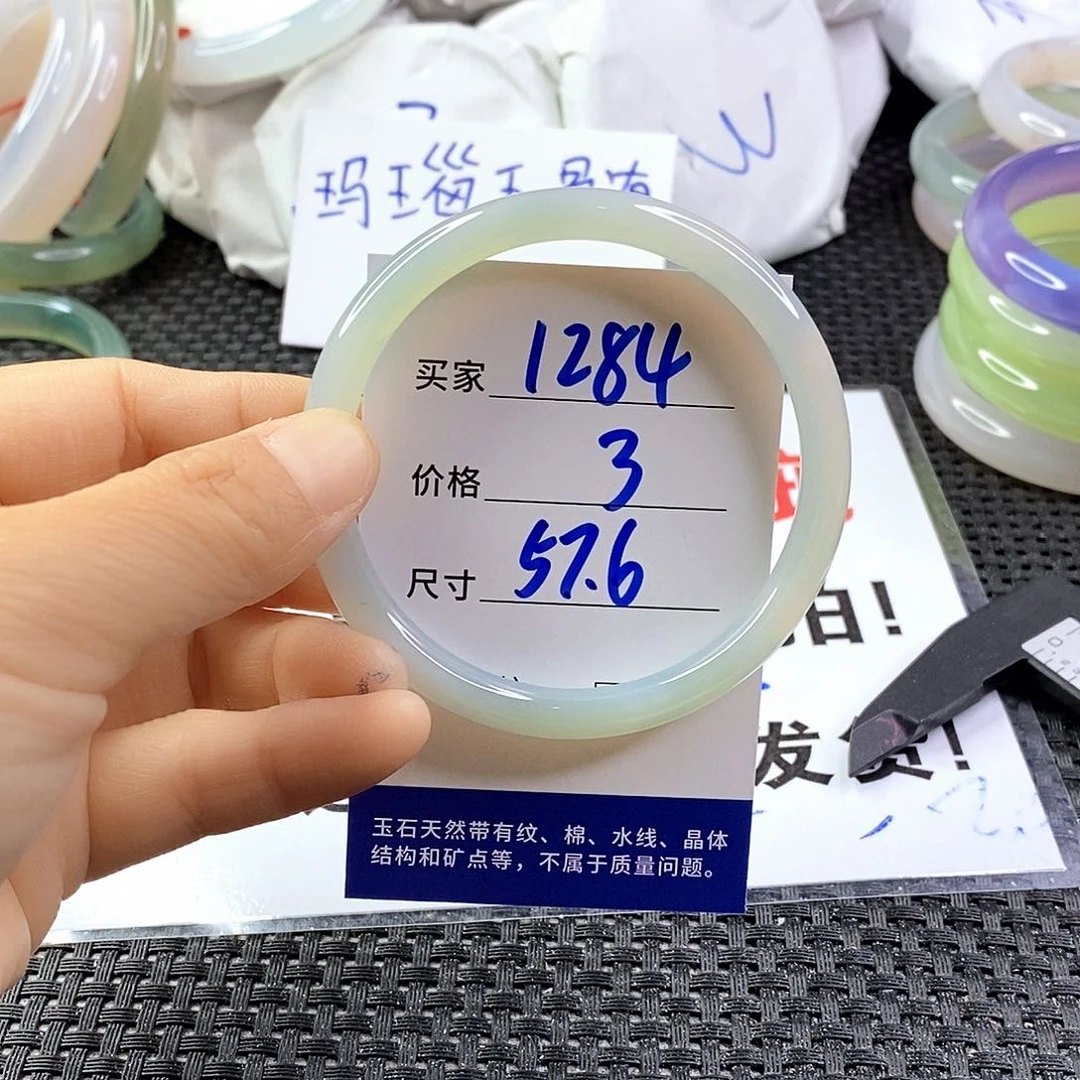 玛瑙玉
买家 1284
价格 3
尺寸 57.6
发货!
玉石天然带有纹、棉、水线、晶体
结构和矿点等，不属于质量问题。